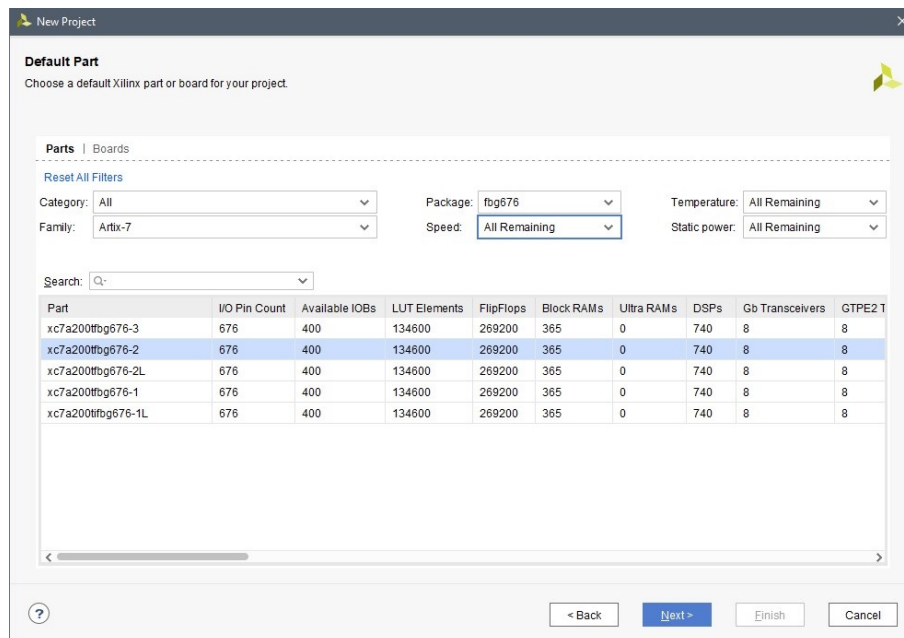 New Project
Default Part
Choose a default Xilinx part or board for your project.
Parts | Boards
Reset All Filters
Category: All Package: fbg676 Temperature: All Remaining
Family: Artix-7 Speed: All Remaining Static power: All Remaining
Search:
Part I/O Pin Count Available IOBs LUT Elements FlipFlops Block RAMs Ultra RAMs DSPs Gb Transceivers GTPE2 T
xc7a200tfbg676-3 676 400 134600 269200 365 0 740 8 8
xc7a200tfbg676-2 676 400 134600 269200 365 0 740 8 8
xc7a200tfbg676-2L 676 400 134600 269200 365 0 740 8 8
xc7a200tfbg676-1 676 400 134600 269200 365 0 740 8 8
xc7a200tifbg676-1L 676 400 134600 269200 365 0 740 8 8
? < Back Next > Finish Cancel